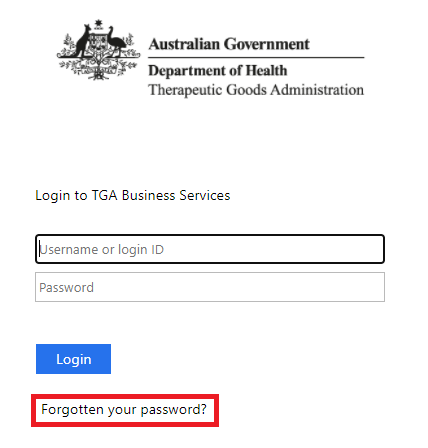 Australian Government
Department of Health
Therapeutic Goods Administration
Login to TGA Business Services
Username or login ID
Password
Login
Forgotten your password?